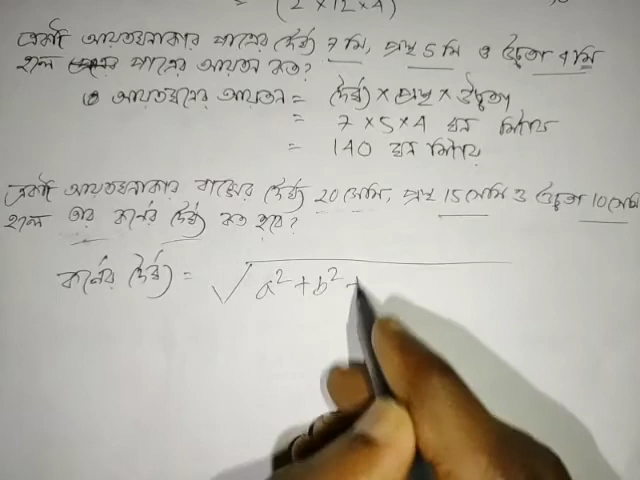 = (2×12×4)
একটি আয়তঘনাকার পাত্রের দৈর্ঘ্য 7 মি, প্রস্থ 5 মি ও উচ্চতা 4 মি
হলে পাত্রের আয়তন কত?
আয়তঘনের আয়তন = দৈর্ঘ্য × প্রস্থ × উচ্চতা
= 7 × 5 × 4 ঘন মিটার
= 140 ঘন মিটার
একটি আয়তঘনাকার বাক্সের দৈর্ঘ্য 20 সেমি, প্রস্থ 15 সেমি ও উচ্চতা 10 সেমি
হলে তার কর্নের দৈর্ঘ্য কত হবে?
কর্নের দৈর্ঘ্য = √a²+b²+